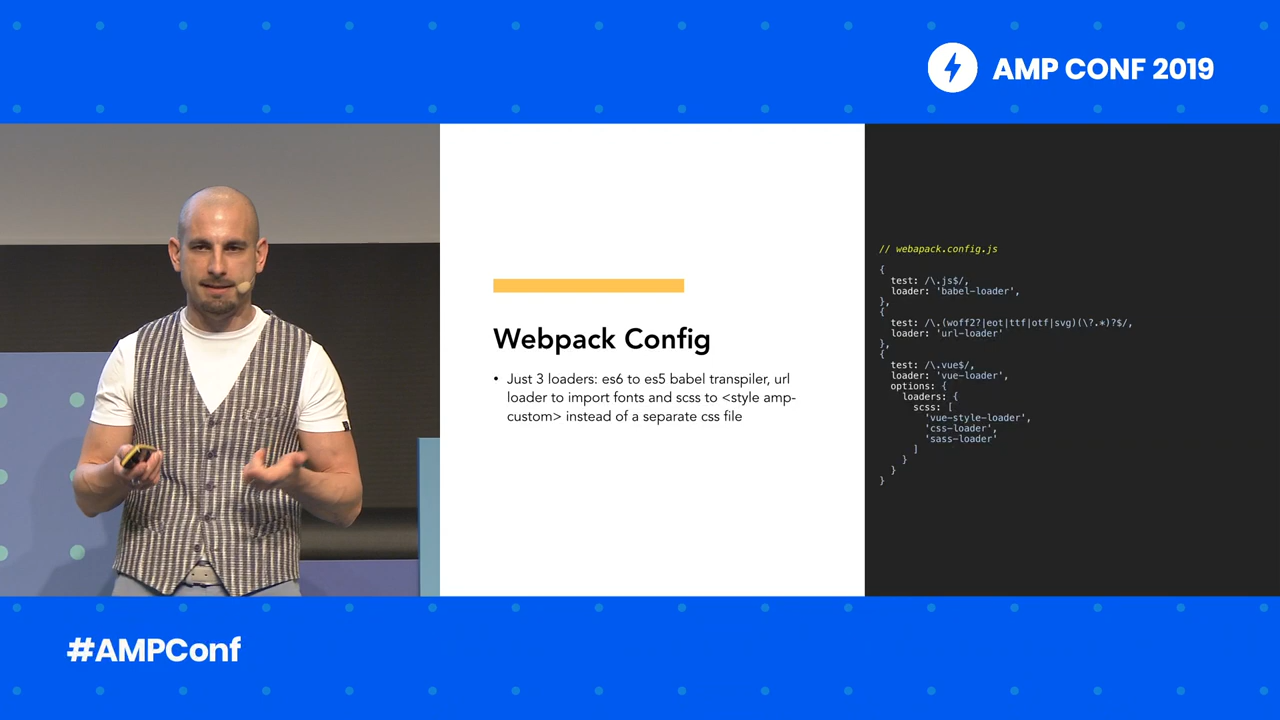 AMP CONF 2019
Webpack Config
• Just 3 loaders: es6 to es5 babel transpiler, url
loader to import fonts and scss to <style amp-
custom> instead of a separate css file
// webapack.config.js
{
test: /\.js$/,
loader: 'babel-loader',
},
{
test: /\.(woff2?|eot|ttf|otf|svg)(\?.*)?$/,
loader: 'url-loader'
},
{
test: /\.vue$/,
loader: 'vue-loader',
options: {
loaders: {
scss: [
'vue-style-loader',
'css-loader',
'sass-loader'
]
}
}
}
#AMPConf